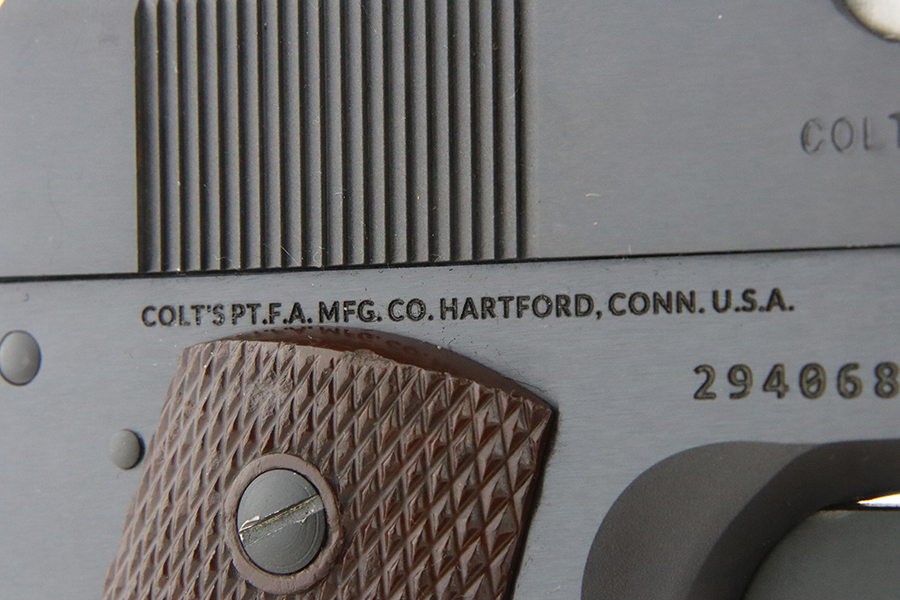 COLT
COLT'S PT.F.A. MFG. CO. HARTFORD, CONN. U.S.A.
294068